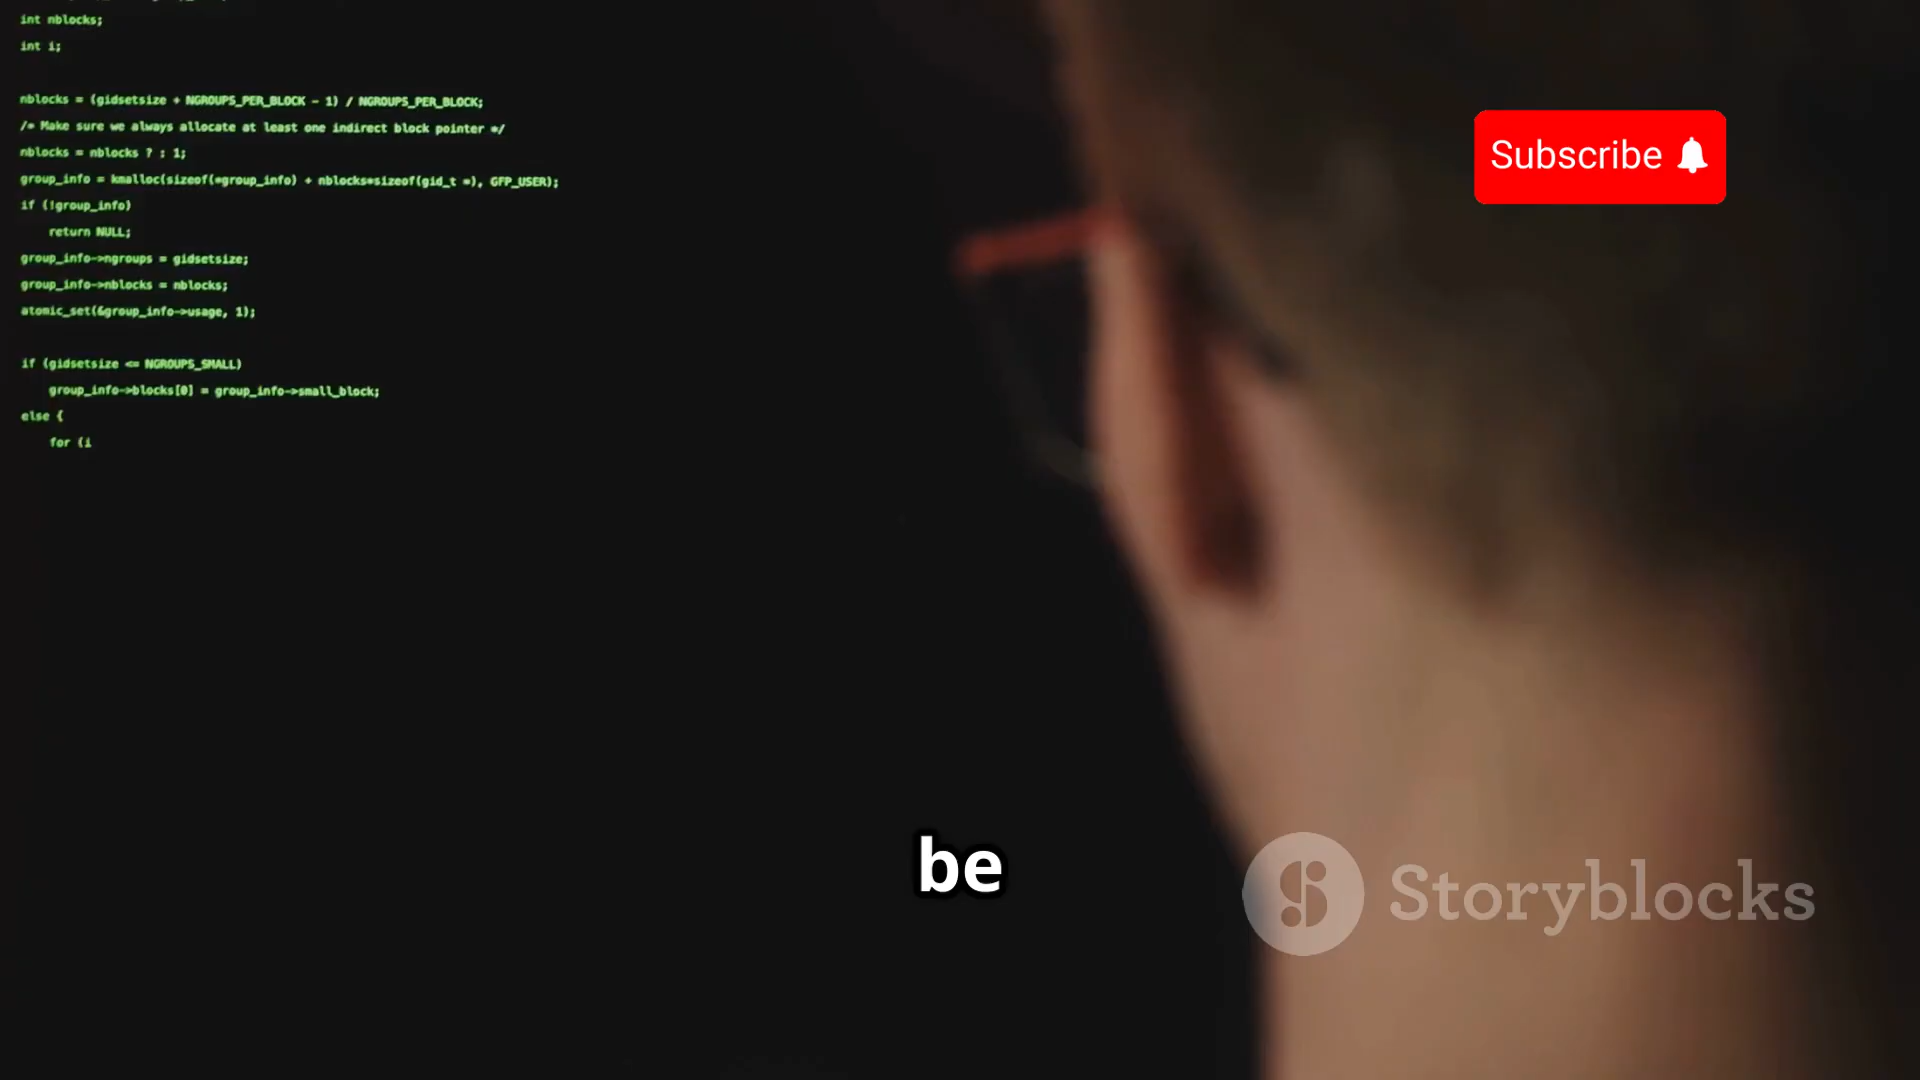 int nblocks;
int i;
nblocks = (gidsetsize + NGROUPS_PER_BLOCK - 1) / NGROUPS_PER_BLOCK;
/* Make sure we always allocate at least one indirect block pointer */
nblocks = nblocks ? : 1;
group_info = kmalloc(sizeof(*group_info) + nblocks*sizeof(gid_t *), GFP_USER);
if (!group_info)
return NULL;
group_info->ngroups = gidsetsize;
group_info->nblocks = nblocks;
atomic_set(&group_info->usage, 1);
if (gidsetsize <= NGROUPS_SMALL)
group_info->blocks[0] = group_info->small_block;
else {
for (i
Subscribe
be
Storyblocks